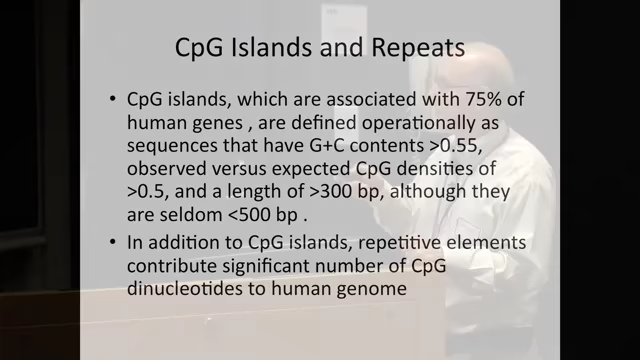 CpG Islands and Repeats
• CpG islands, which are associated with 75% of
human genes , are defined operationally as
sequences that have G+C contents >0.55,
observed versus expected CpG densities of
>0.5, and a length of >300 bp, although they
are seldom <500 bp .
• In addition to CpG islands, repetitive elements
contribute significant number of CpG
dinucleotides to human genome